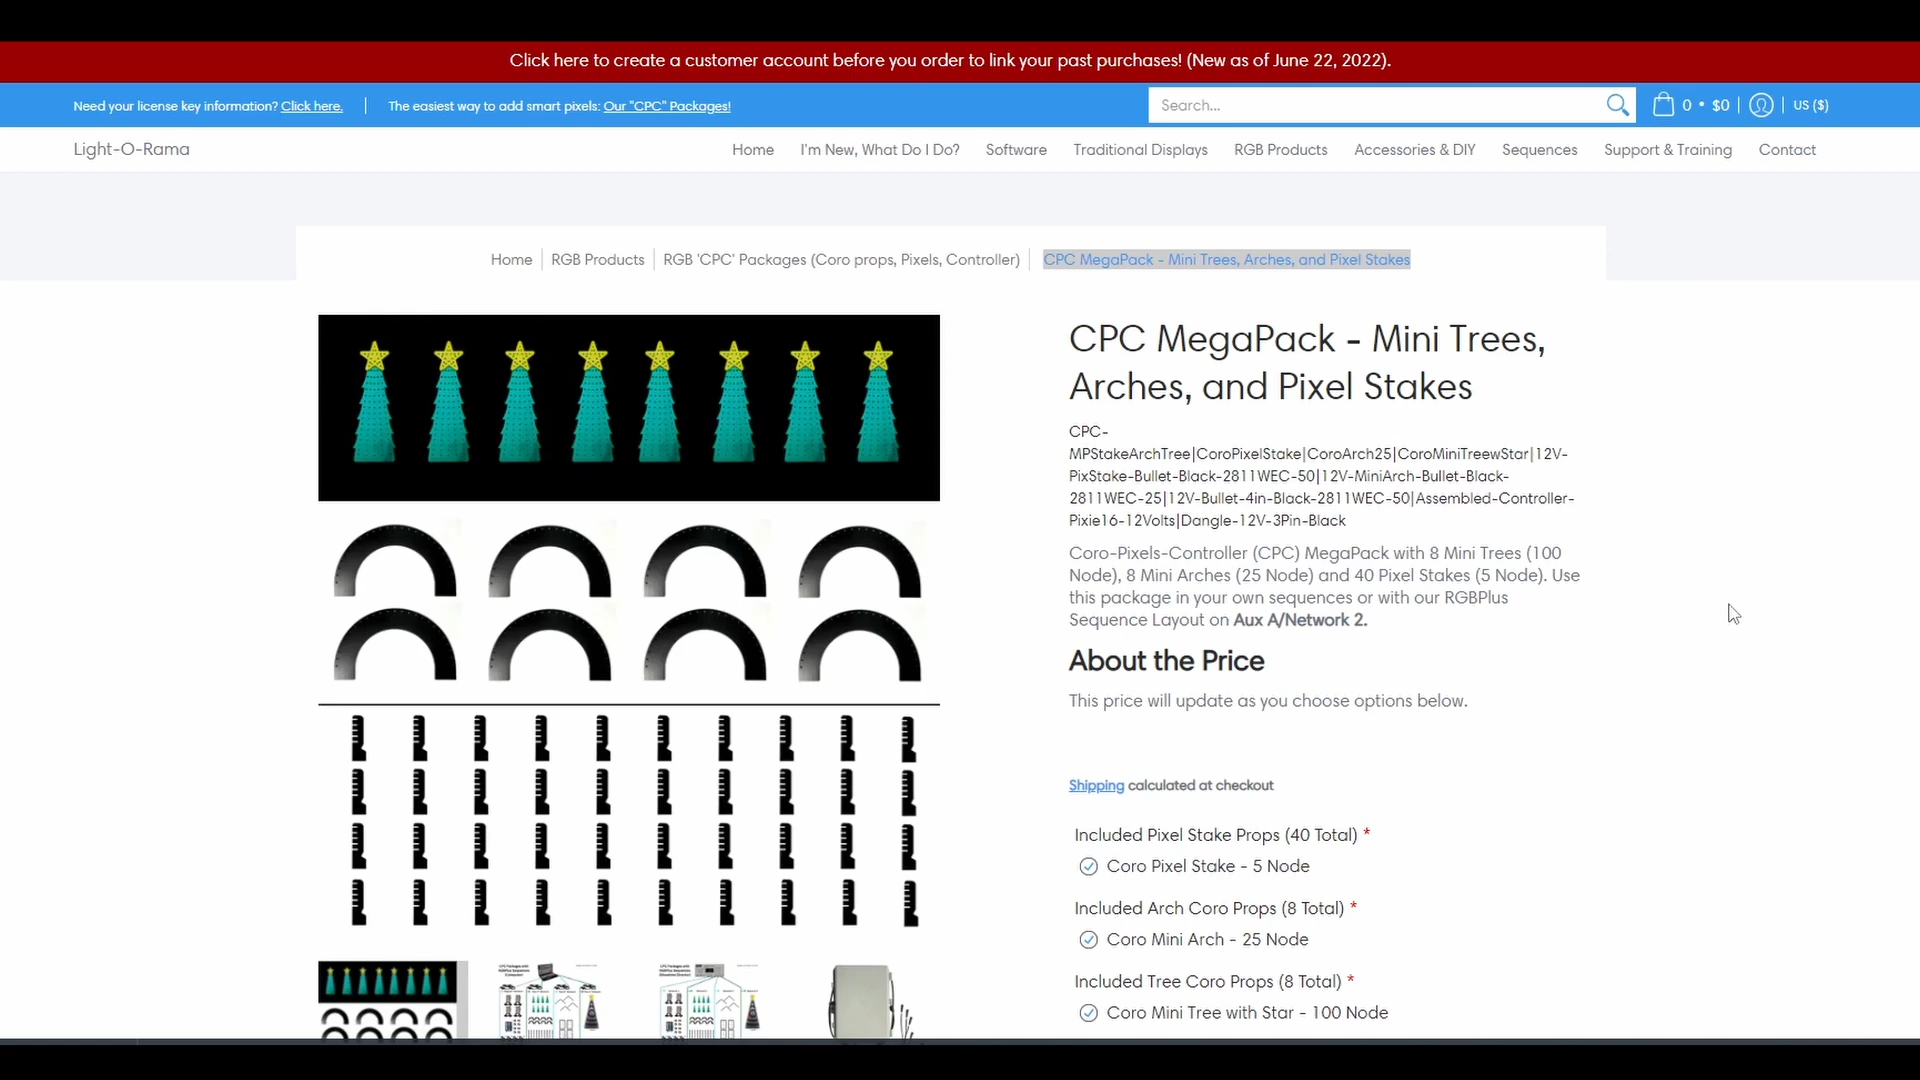 Click here to create a customer account before you order to link your past purchases! (New as of June 22, 2022).
Need your license key information? Click here.
The easiest way to add smart pixels: Our "CPC" Packages!
Search...
0 • $0
US ($)
Light-O-Rama
Home
I'm New, What Do I Do?
Software
Traditional Displays
RGB Products
Accessories & DIY
Sequences
Support & Training
Contact
Home
RGB Products
RGB 'CPC' Packages (Coro props, Pixels, Controller)
CPC MegaPack - Mini Trees, Arches, and Pixel Stakes
CPC MegaPack - Mini Trees,
Arches, and Pixel Stakes
CPC-
MPStakeArchTree|CoroPixelStake|CoroArch25|CoroMiniTreewStar|12V-
PixStake-Bullet-Black-2811WEC-50|12V-MiniArch-Bullet-Black-
2811WEC-25|12V-Bullet-4in-Black-2811WEC-50|Assembled-Controller-
Pixie16-12Volts|Dangle-12V-3Pin-Black
Coro-Pixels-Controller (CPC) MegaPack with 8 Mini Trees (100
Node), 8 Mini Arches (25 Node) and 40 Pixel Stakes (5 Node). Use
this package in your own sequences or with our RGBPlus
Sequence Layout on Aux A/Network 2.
About the Price
This price will update as you choose options below.
Shipping calculated at checkout
Included Pixel Stake Props (40 Total) *
Coro Pixel Stake - 5 Node
Included Arch Coro Props (8 Total) *
Coro Mini Arch - 25 Node
Included Tree Coro Props (8 Total) *
Coro Mini Tree with Star - 100 Node